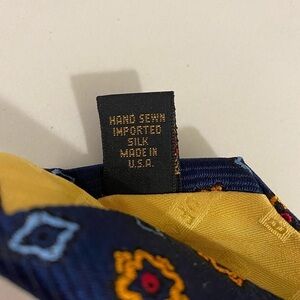 HAND SEWN
IMPORTED
SILK
MADE IN
U.S.A.